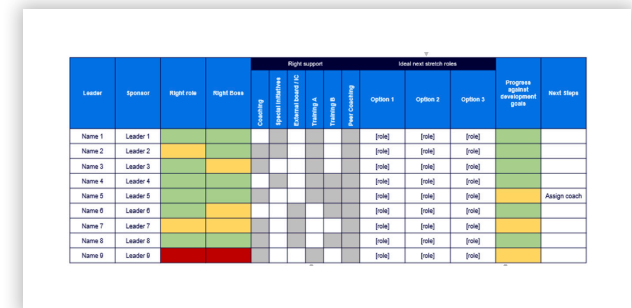 Right support Ideal next stretch roles
Leader Sponsor Right role Right Boss Coaching Special Initiatives External board / IC Training A Training B Peer Coaching Option 1 Option 2 Option 3 Progress against development goals Next Steps
Name 1 Leader 1 [role] [role] [role]
Name 2 Leader 2 [role] [role] [role]
Name 3 Leader 3 [role] [role] [role]
Name 4 Leader 4 [role] [role] [role]
Name 5 Leader 5 [role] [role] [role] Assign coach
Name 6 Leader 6 [role] [role] [role]
Name 7 Leader 7 [role] [role] [role]
Name 8 Leader 8 [role] [role] [role]
Name 9 Leader 9 [role] [role] [role]